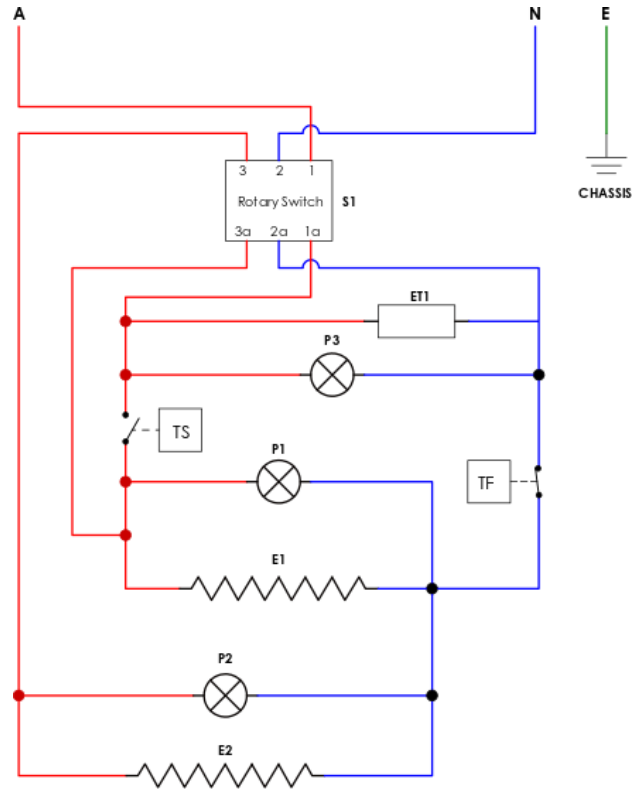 A N E
CHASSIS
3 2 1
Rotary Switch S1
3a 2a 1a
ET1
P3
TS
P1
TF
E1
P2
E2